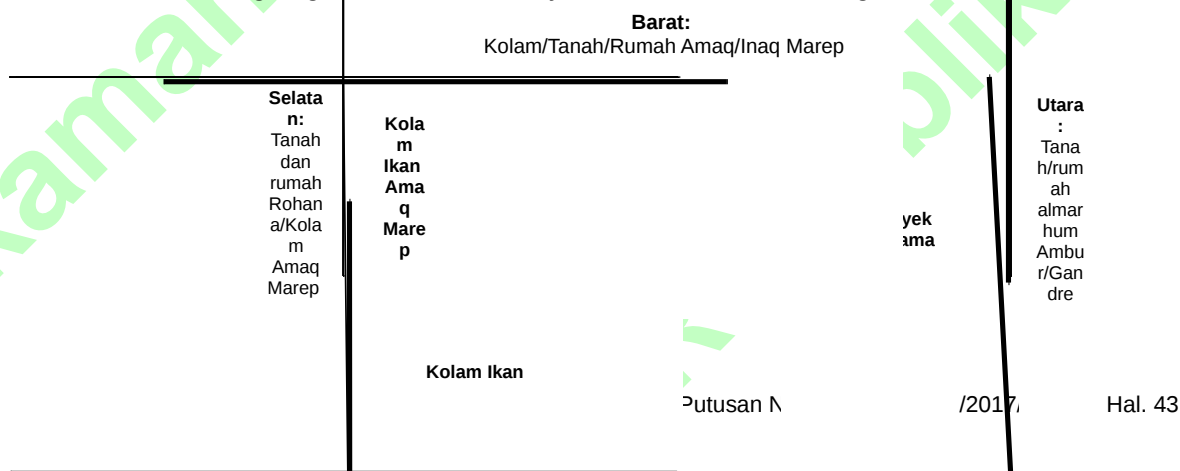 Barat:
Kolam/Tanah/Rumah Amaq/Inaq Marep
Selata
n:
Tanah
dan
rumah
Rohan
a/Kola
m
Amaq
Marep
Kola
m
Ikan
Ama
q
Mare
p
yek
ama
Utara
:
Tana
h/rum
ah
almar
hum
Ambu
r/Gan
dre
Kolam Ikan
Putusan N /2017/ Hal. 43